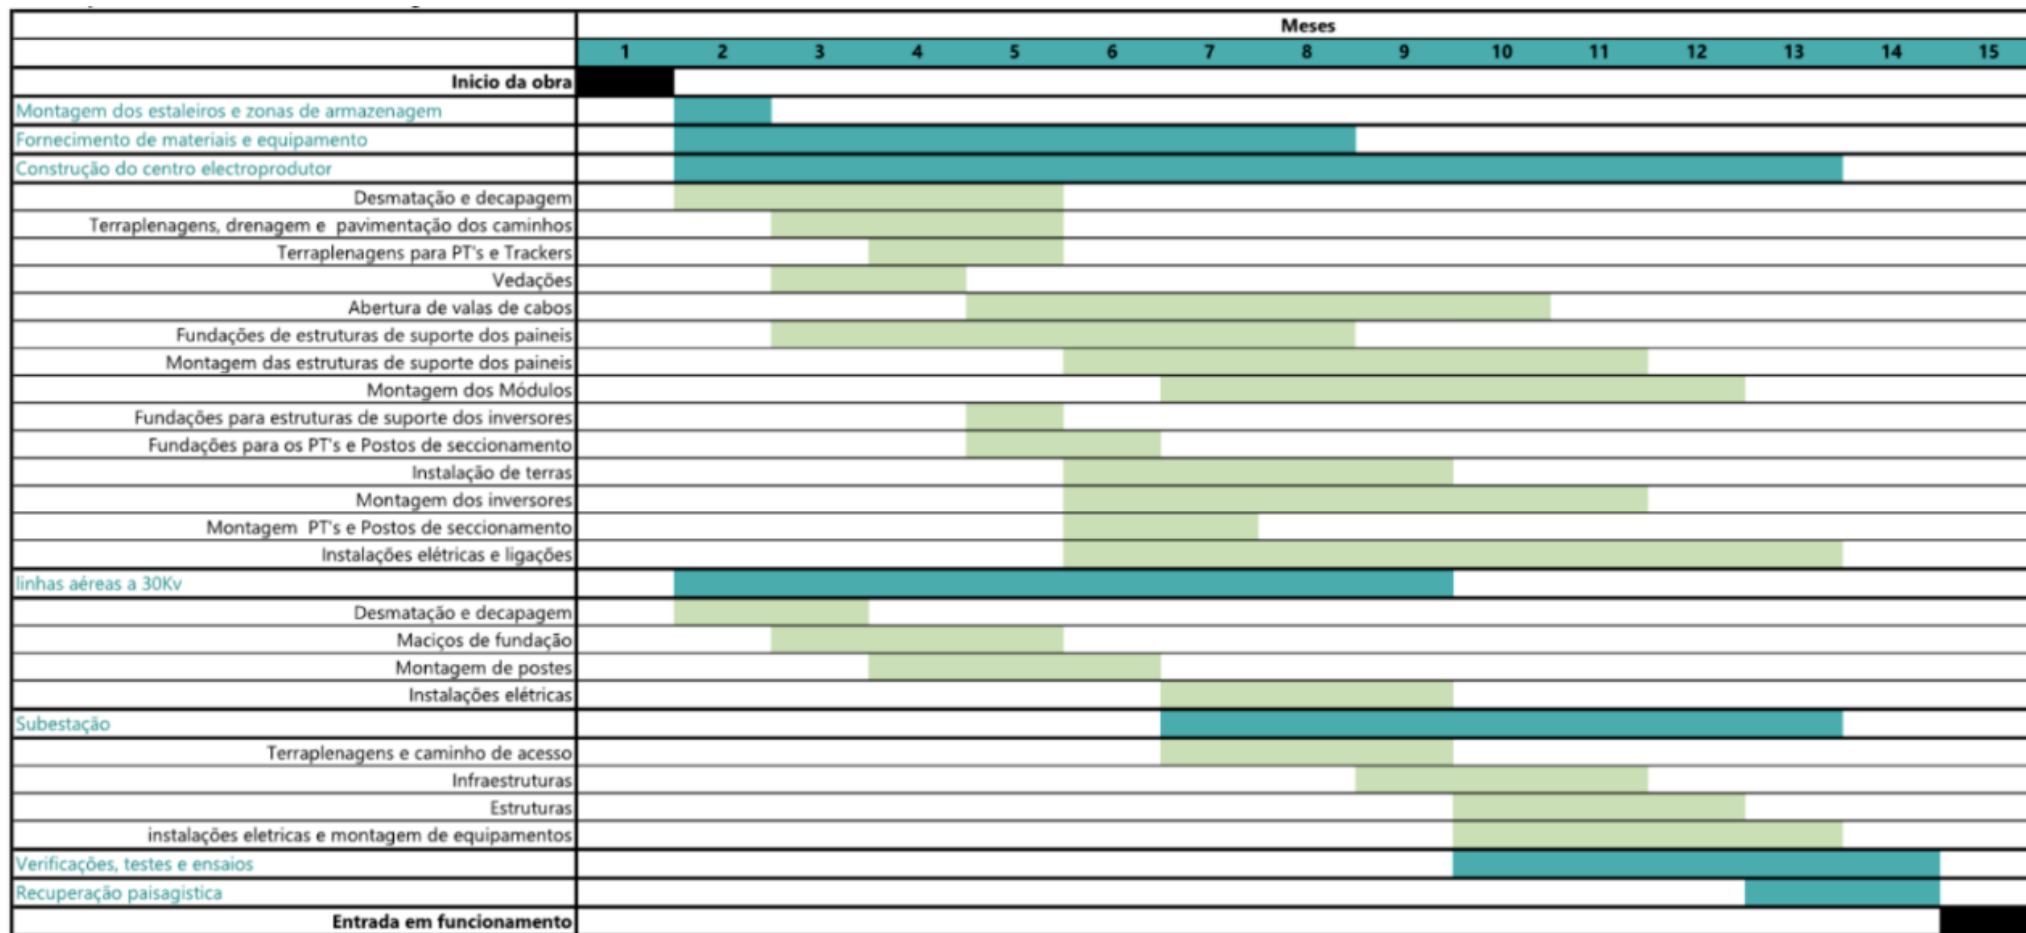 Meses
1 2 3 4 5 6 7 8 9 10 11 12 13 14 15
Inicio da obra
Montagem dos estaleiros e zonas de armazenagem
Fornecimento de materiais e equipamento
Construção do centro electroprodutor
Desmatação e decapagem
Terraplenagens, drenagem e pavimentação dos caminhos
Terraplenagens para PT's e Trackers
Vedações
Abertura de valas de cabos
Fundações de estruturas de suporte dos paineis
Montagem das estruturas de suporte dos paineis
Montagem dos Módulos
Fundações para estruturas de suporte dos inversores
Fundações para os PT's e Postos de seccionamento
Instalação de terras
Montagem dos inversores
Montagem PT's e Postos de seccionamento
Instalações elétricas e ligações
linhas aéreas a 30Kv
Desmatação e decapagem
Maciços de fundação
Montagem de postes
Instalações elétricas
Subestação
Terraplenagens e caminho de acesso
Infraestruturas
Estruturas
instalações eletricas e montagem de equipamentos
Verificações, testes e ensaios
Recuperação paisagistica
Entrada em funcionamento